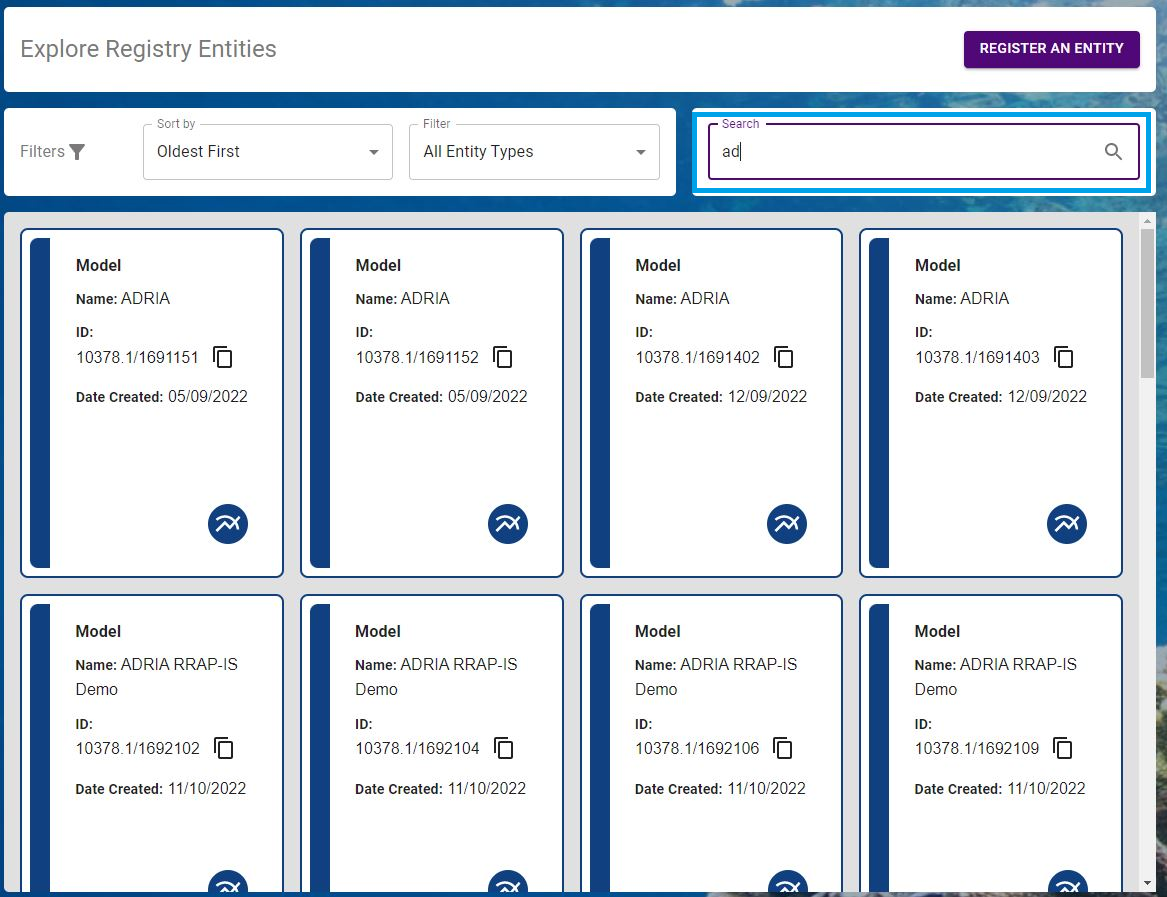 Explore Registry Entities
REGISTER AN ENTITY
Filters
Sort by
Oldest First
Filter
All Entity Types
Search
ad
Model
Name: ADRIA
ID:
10378.1/1691151
Date Created: 05/09/2022
Model
Name: ADRIA
ID:
10378.1/1691152
Date Created: 05/09/2022
Model
Name: ADRIA
ID:
10378.1/1691402
Date Created: 12/09/2022
Model
Name: ADRIA
ID:
10378.1/1691403
Date Created: 12/09/2022
Model
Name: ADRIA RRAP-IS
Demo
ID:
10378.1/1692102
Date Created: 11/10/2022
Model
Name: ADRIA RRAP-IS
Demo
ID:
10378.1/1692104
Date Created: 11/10/2022
Model
Name: ADRIA RRAP-IS
Demo
ID:
10378.1/1692106
Date Created: 11/10/2022
Model
Name: ADRIA RRAP-IS
Demo
ID:
10378.1/1692109
Date Created: 11/10/2022